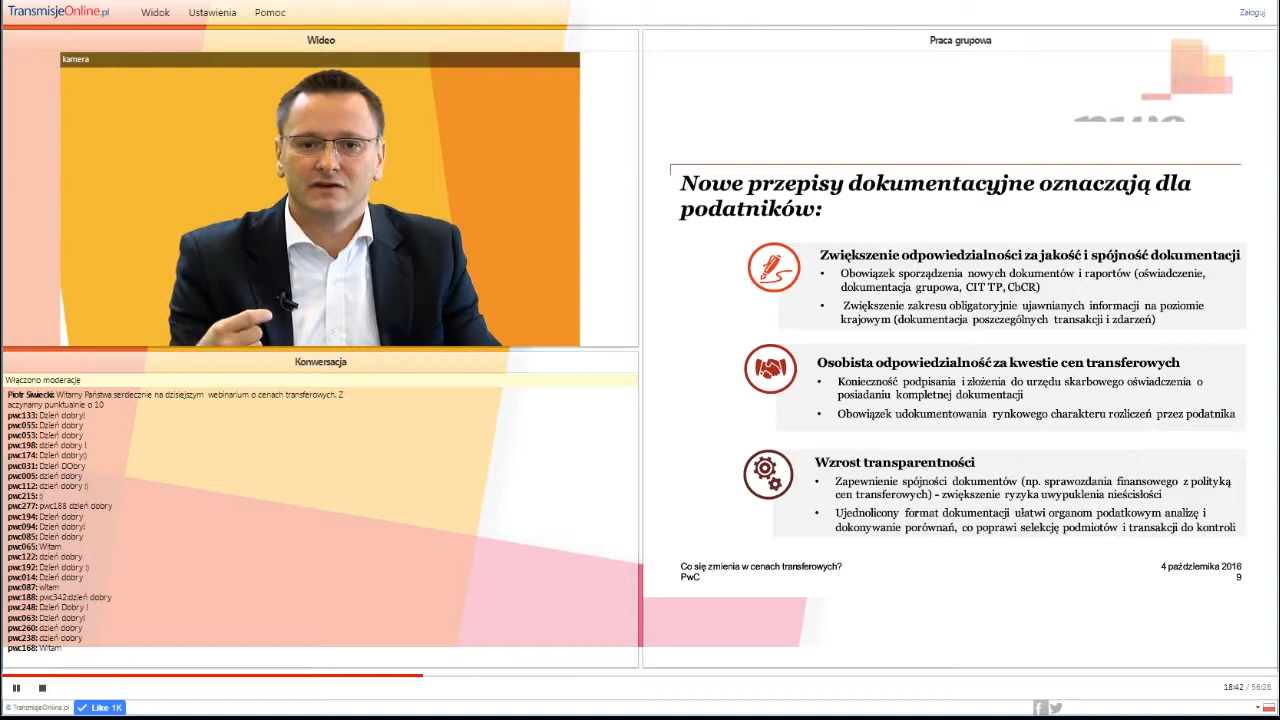 TransmisjeOnline.pl
Widok
Ustawienia
Pomoc
Zaloguj
Wideo
kamera
Konwersacja
Włączono moderację
Piotr Siwiecki: Witamy Państwa serdecznie na dzisiejszym webinarium o cenach transferowych. Z
aczynamy punktualnie o 10
pwc133: Dzień dobry!
pwc055: Dzień dobry
pwc053: Dzień dobry
pwc198: dzień dobry !
pwc174: Dzień dobry:)
pwc031: Dzień DObry
pwc005: dzień dobry
pwc112: dzień dobry :)
pwc215: :)
pwc277: pwc188 dzień dobry
pwc194: Dzień dobry
pwc094: Dzień dobry!
pwc085: Dzień dobry
pwc065: Witam
pwc122: dzień dobry
pwc192: Dzień dobry :)
pwc014: Dzień dobry
pwc087: witam
pwc188: pwc342:dzień dobry
pwc248: Dzień Dobry !
pwc063: Dzień dobry!
pwc260: dzień dobry
pwc238: dzień dobry
pwc168: Witam
Praca grupowa
pwc
Nowe przepisy dokumentacyjne oznaczają dla
podatników:
Zwiększenie odpowiedzialności za jakość i spójność dokumentacji
• Obowiązek sporządzenia nowych dokumentów i raportów (oświadczenie,
dokumentacja grupowa, CIT TP, CbCR)
• Zwiększenie zakresu obligatoryjnie ujawnianych informacji na poziomie
krajowym (dokumentacja poszczególnych transakcji i zdarzeń)
Osobista odpowiedzialność za kwestie cen transferowych
• Konieczność podpisania i złożenia do urzędu skarbowego oświadczenia o
posiadaniu kompletnej dokumentacji
• Obowiązek udokumentowania rynkowego charakteru rozliczeń przez podatnika
Wzrost transparentności
• Zapewnienie spójności dokumentów (np. sprawozdania finansowego z polityką
cen transferowych) - zwiększenie ryzyka uwypuklenia nieścisłości
• Ujednolicony format dokumentacji ułatwi organom podatkowym analizę i
dokonywanie porównań, co poprawi selekcję podmiotów i transakcji do kontroli
Co się zmienia w cenach transferowych?
PwC
4 października 2016
9
18:42 / 56:28
© TransmisjeOnline.pl
Like 1K